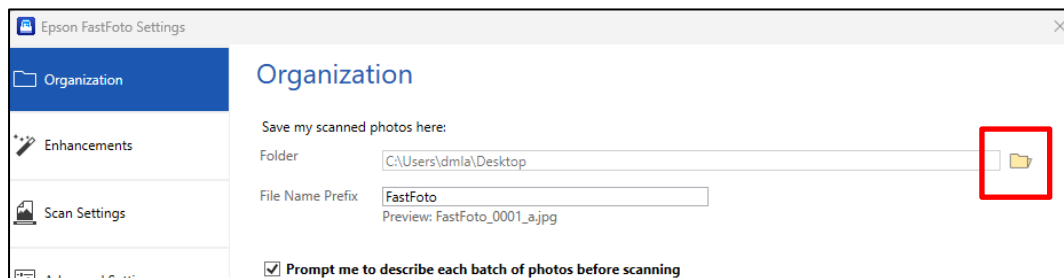 Epson FastFoto Settings
Organization
Organization
Save my scanned photos here:
Enhancements
Folder
C:\Users\dmla\Desktop
File Name Prefix
FastFoto
Scan Settings
Preview: FastFoto_0001_a.jpg
Prompt me to describe each batch of photos before scanning